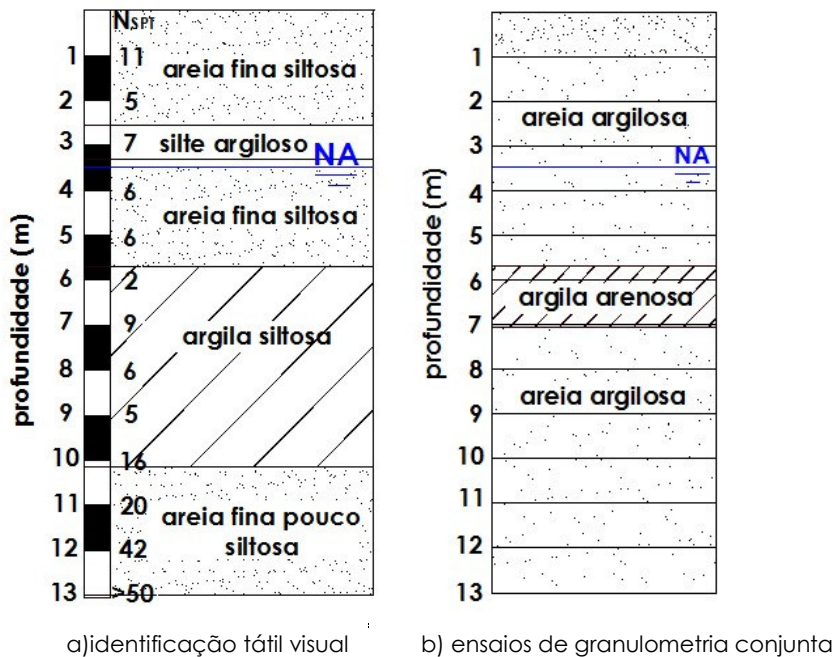 N_SPT
1 11
areia fina siltosa
2 5
3 7 silte argiloso
NA
4 6
areia fina siltosa
5 6
6 2
7 9
argila siltosa
8 6
9 5
10 16
11 20
areia fina pouco
siltosa
12 42
13 >50
profundidade (m)
a)identificação tátil visual
1
2
areia argilosa
3
NA
4
5
6
argila arenosa
7
8
areia argilosa
9
10
11
12
13
profundidade (m)
b) ensaios de granulometria conjunta